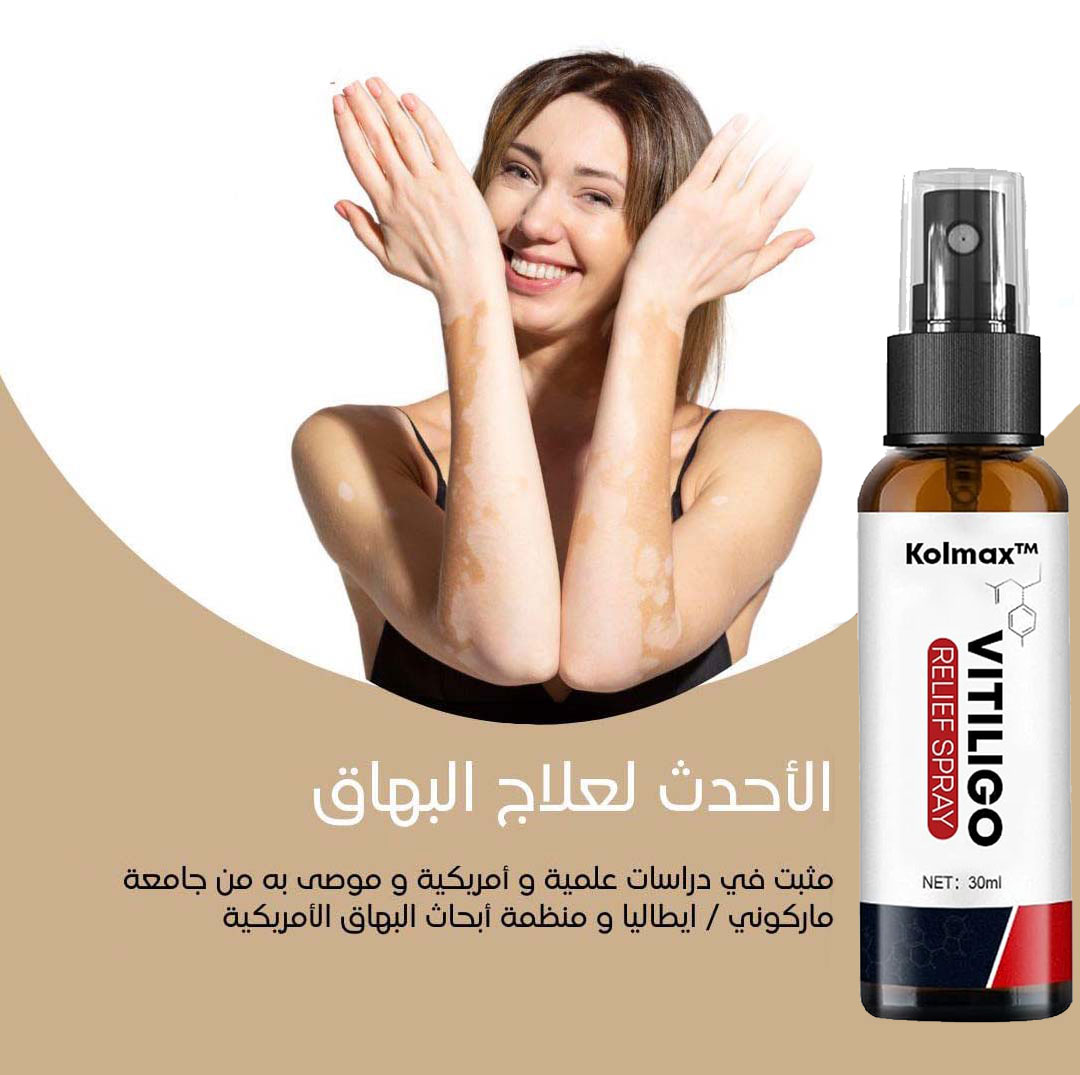 Kolmax™
VITILIGO
RELIEF SPRAY
NET: 30ml
الأحدث لعلاج البهاق
مثبت في دراسات علمية و أمريكية و موصى به من جامعة
ماركوني / ايطاليا و منظمة أبحاث البهاق الأمريكية